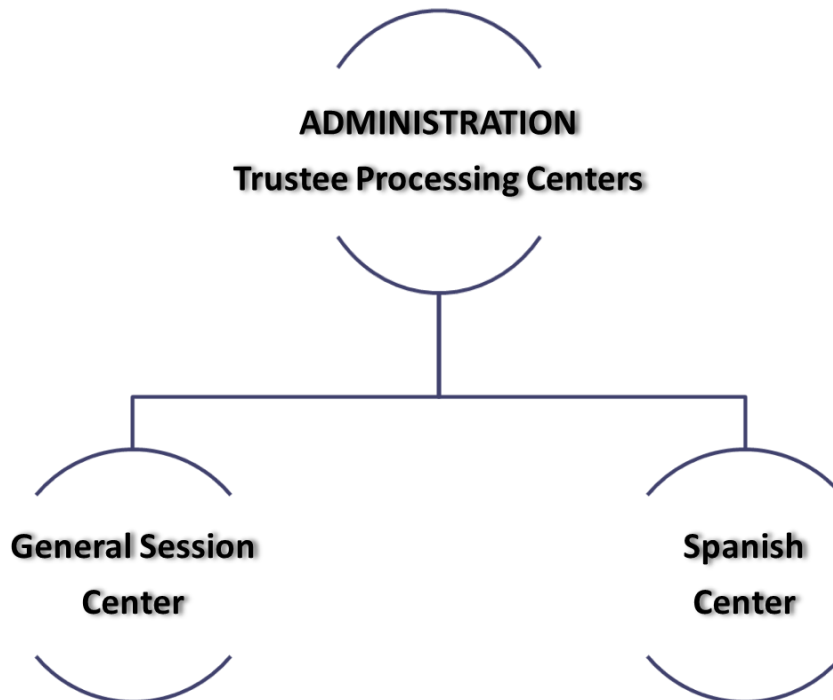 ADMINISTRATION
Trustee Processing Centers
General Session
Center
Spanish
Center